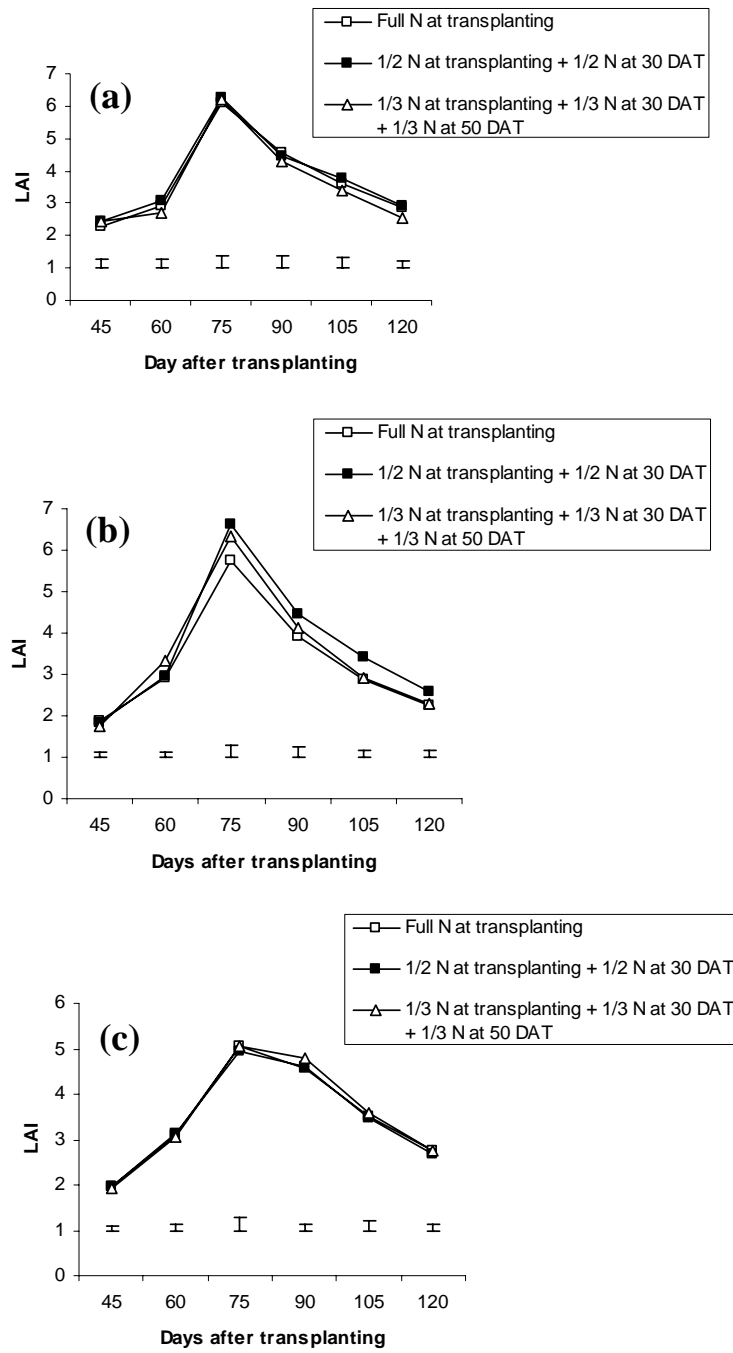 Full N at transplanting
1/2 N at transplanting + 1/2 N at 30 DAT
1/3 N at transplanting + 1/3 N at 30 DAT
+ 1/3 N at 50 DAT
(a)
7
6
5
4
3
2
1
0
LAI
45 60 75 90 105 120
Day after transplanting
Full N at transplanting
1/2 N at transplanting + 1/2 N at 30 DAT
1/3 N at transplanting + 1/3 N at 30 DAT
+ 1/3 N at 50 DAT
(b)
7
6
5
4
3
2
1
0
LAI
45 60 75 90 105 120
Days after transplanting
Full N at transplanting
1/2 N at transplanting + 1/2 N at 30 DAT
1/3 N at transplanting + 1/3 N at 30 DAT
+ 1/3 N at 50 DAT
(c)
6
5
4
3
2
1
0
LAI
45 60 75 90 105 120
Days after transplanting